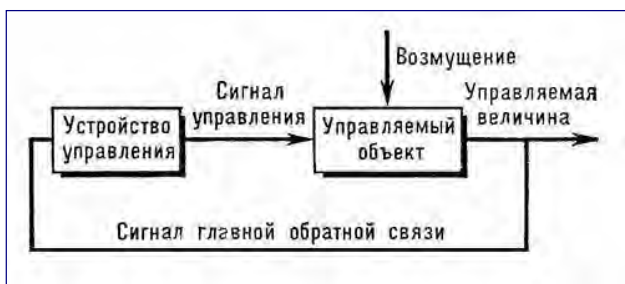 Возмущение
Сигнал
управления
Управляемая
величина
Устройство
управления
Управляемый
объект
Сигнал главной обратной связи